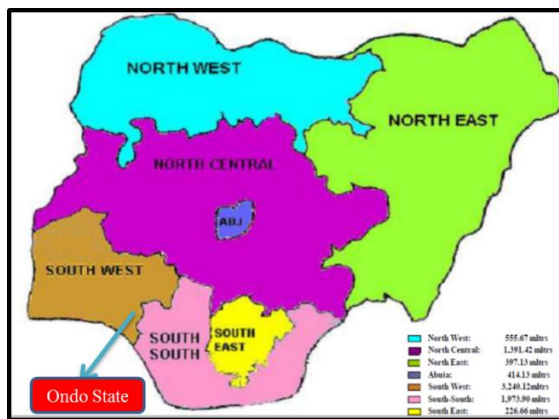 NORTH WEST
NORTH EAST
NORTH CENTRAL
ABJ
SOUTH WEST
SOUTH
SOUTH
SOUTH
EAST
Ondo State
North West: 555.67 mltrs
North Central: 1,391.42 mltrs
North East: 397.13 mltrs
Abuia: 414.13 mltrs
South West: 3,240.12mltrs
South-South: 1,973.90 mltrs
South East: 226.66 mltrs